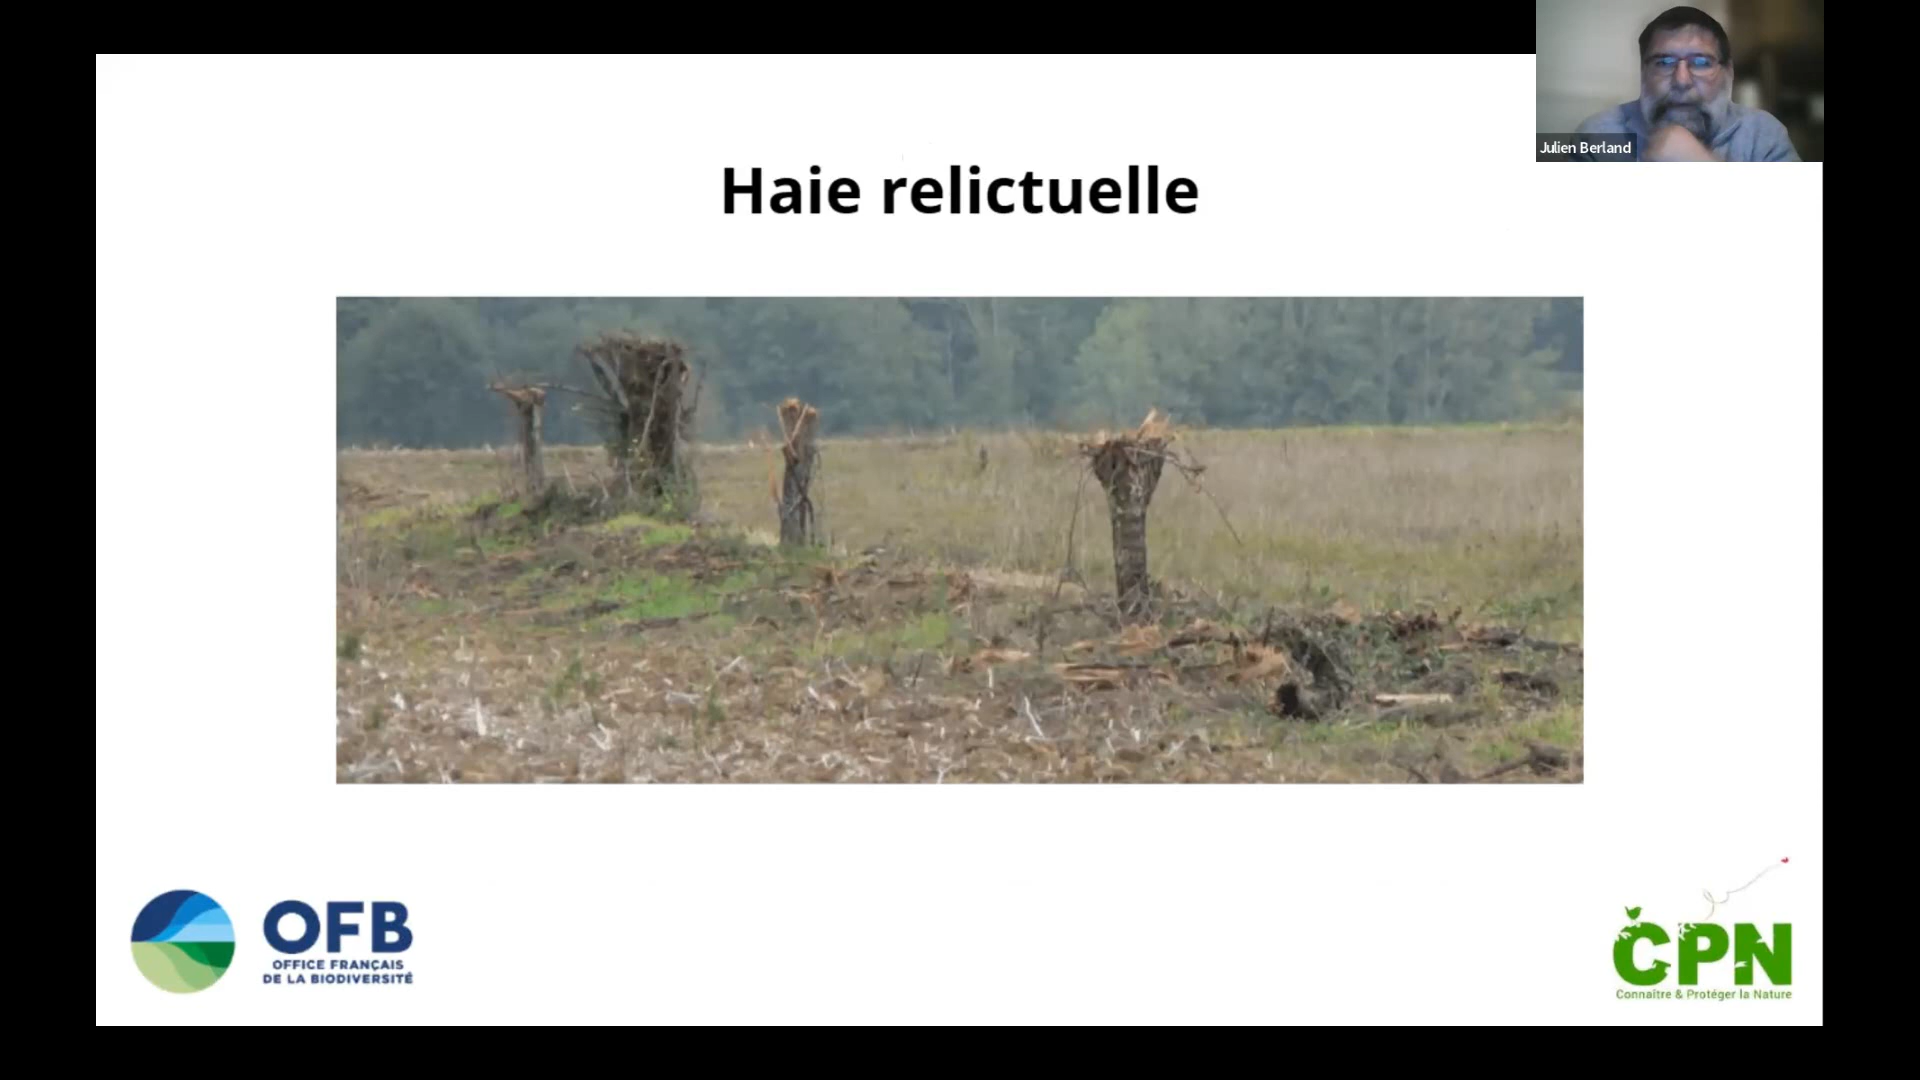 Julien Berland
Haie relictuelle
OFB
OFFICE FRANÇAIS
DE LA BIODIVERSITÉ
CPN
Connaître & Protéger la Nature